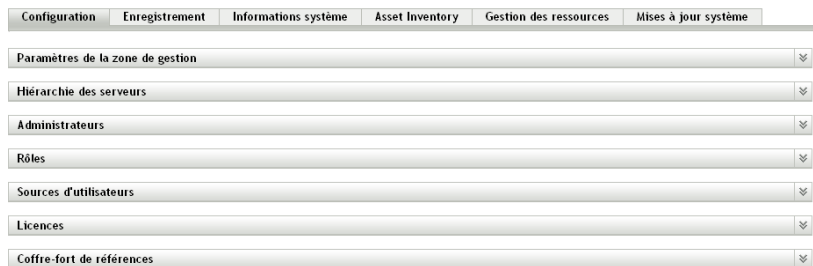 Configuration Enregistrement Informations système Asset Inventory Gestion des ressources Mises à jour système
Paramètres de la zone de gestion
Hiérarchie des serveurs
Administrateurs
Rôles
Sources d'utilisateurs
Licences
Coffre-fort de références